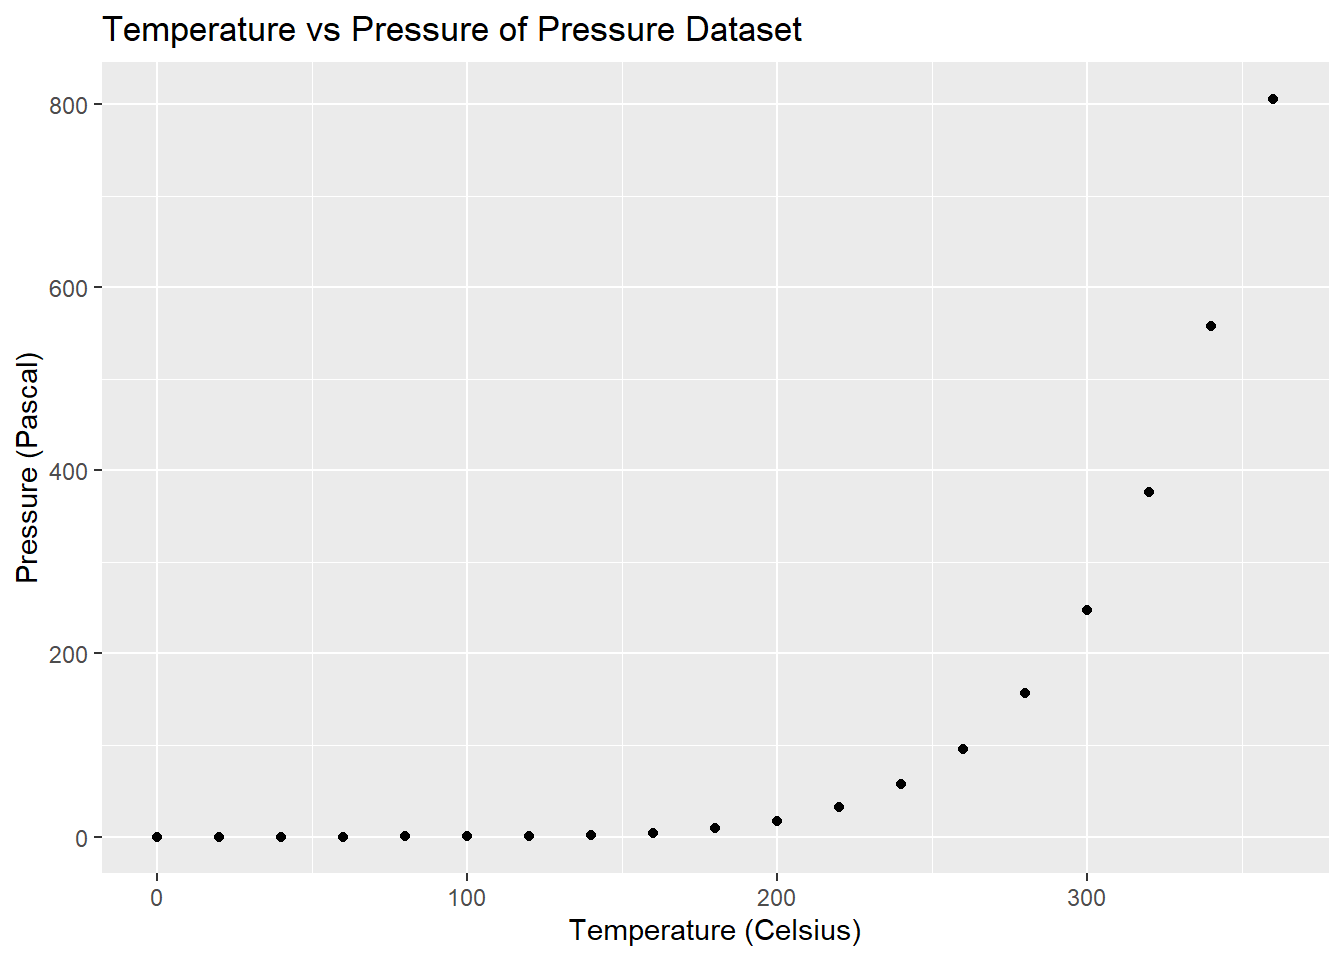 Temperature vs Pressure of Pressure Dataset
800
600
400
200
0
Pressure (Pascal)
0 100 200 300
Temperature (Celsius)